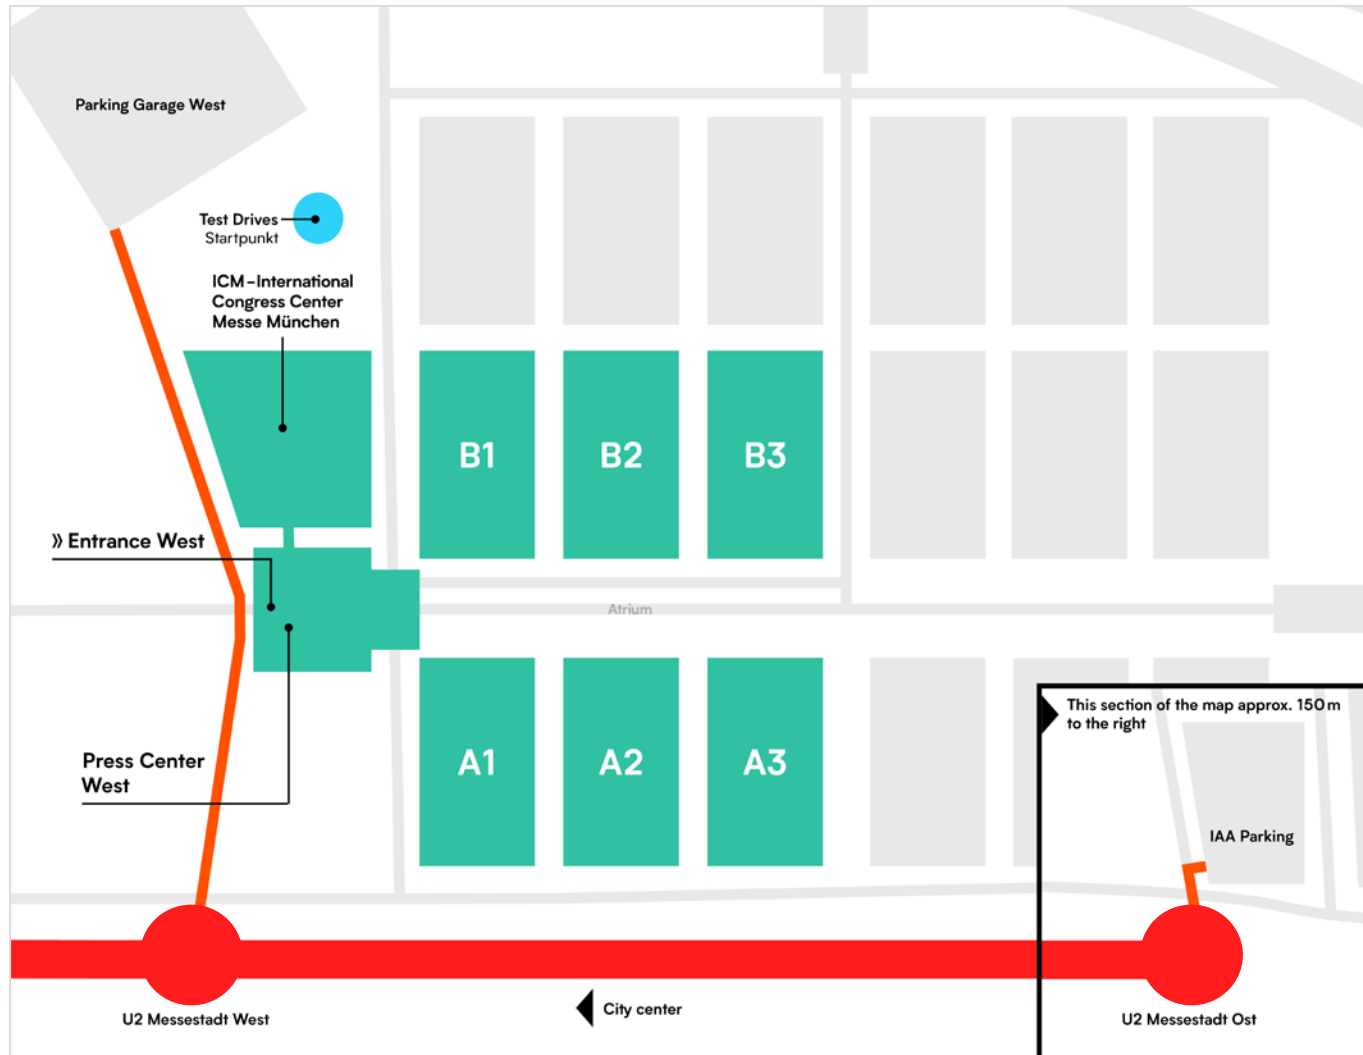 Parking Garage West
Test Drives
Startpunkt
ICM – International
Congress Center
Messe München
B1
B2
B3
» Entrance West
Atrium
A1
A2
A3
Press Center
West
This section of the map approx. 150 m
to the right
IAA Parking
City center
U2 Messestadt West
U2 Messestadt Ost